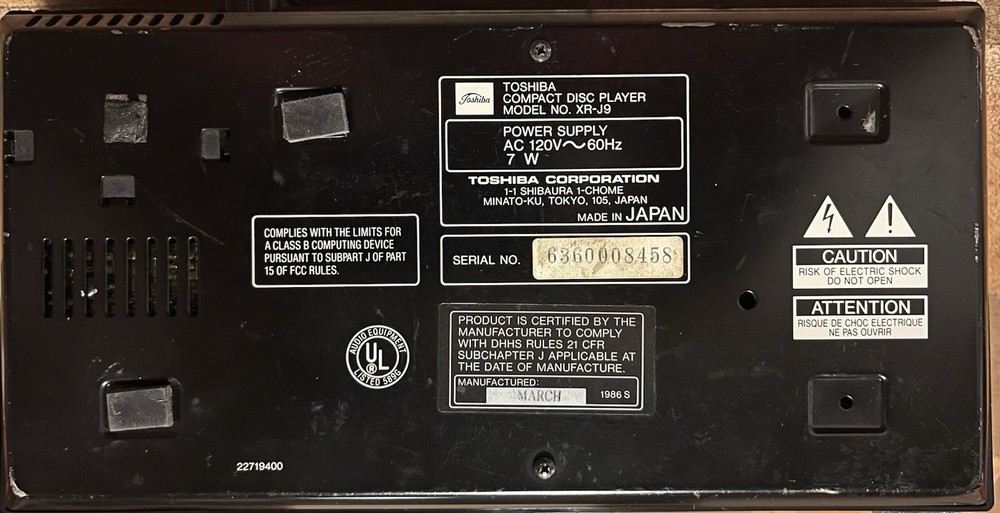 Toshiba
TOSHIBA
COMPACT DISC PLAYER
MODEL NO. XR-J9
POWER SUPPLY
AC 120V～60Hz
7 W
TOSHIBA CORPORATION
1-1 SHIBAURA 1-CHOME
MINATO-KU, TOKYO, 105, JAPAN
MADE IN JAPAN
COMPLIES WITH THE LIMITS FOR
A CLASS B COMPUTING DEVICE
PURSUANT TO SUBPART J OF PART
15 OF FCC RULES.
SERIAL NO. 6360008458
CAUTION
RISK OF ELECTRIC SHOCK
DO NOT OPEN
ATTENTION
RISQUE DE CHOC ELECTRIQUE
NE PAS OUVRIR
AUDIO EQUIPMENT
UL
®
LISTED 589G
PRODUCT IS CERTIFIED BY THE
MANUFACTURER TO COMPLY
WITH DHHS RULES 21 CFR
SUBCHAPTER J APPLICABLE AT
THE DATE OF MANUFACTURE.
MANUFACTURED:
MARCH 1986 S
22719400